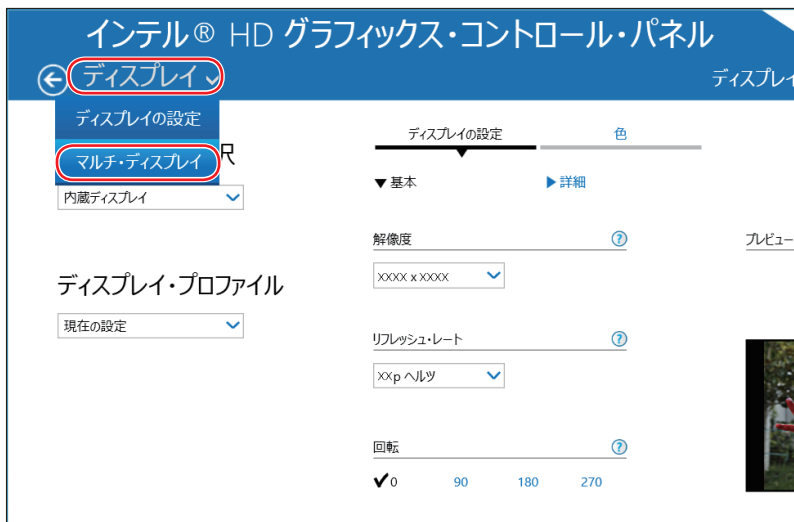 インテル® HD グラフィックス・コントロール・パネル
ディスプレイ
ディスプレイ
ディスプレイの設定
マルチ・ディスプレイ
択
内蔵ディスプレイ
ディスプレイ・プロファイル
現在の設定
ディスプレイの設定 色
▼基本 ▶詳細
解像度 ?
XXXX x XXXX
リフレッシュ・レート ?
XXp ヘルツ
回転 ?
✔0 90 180 270
プレビュー